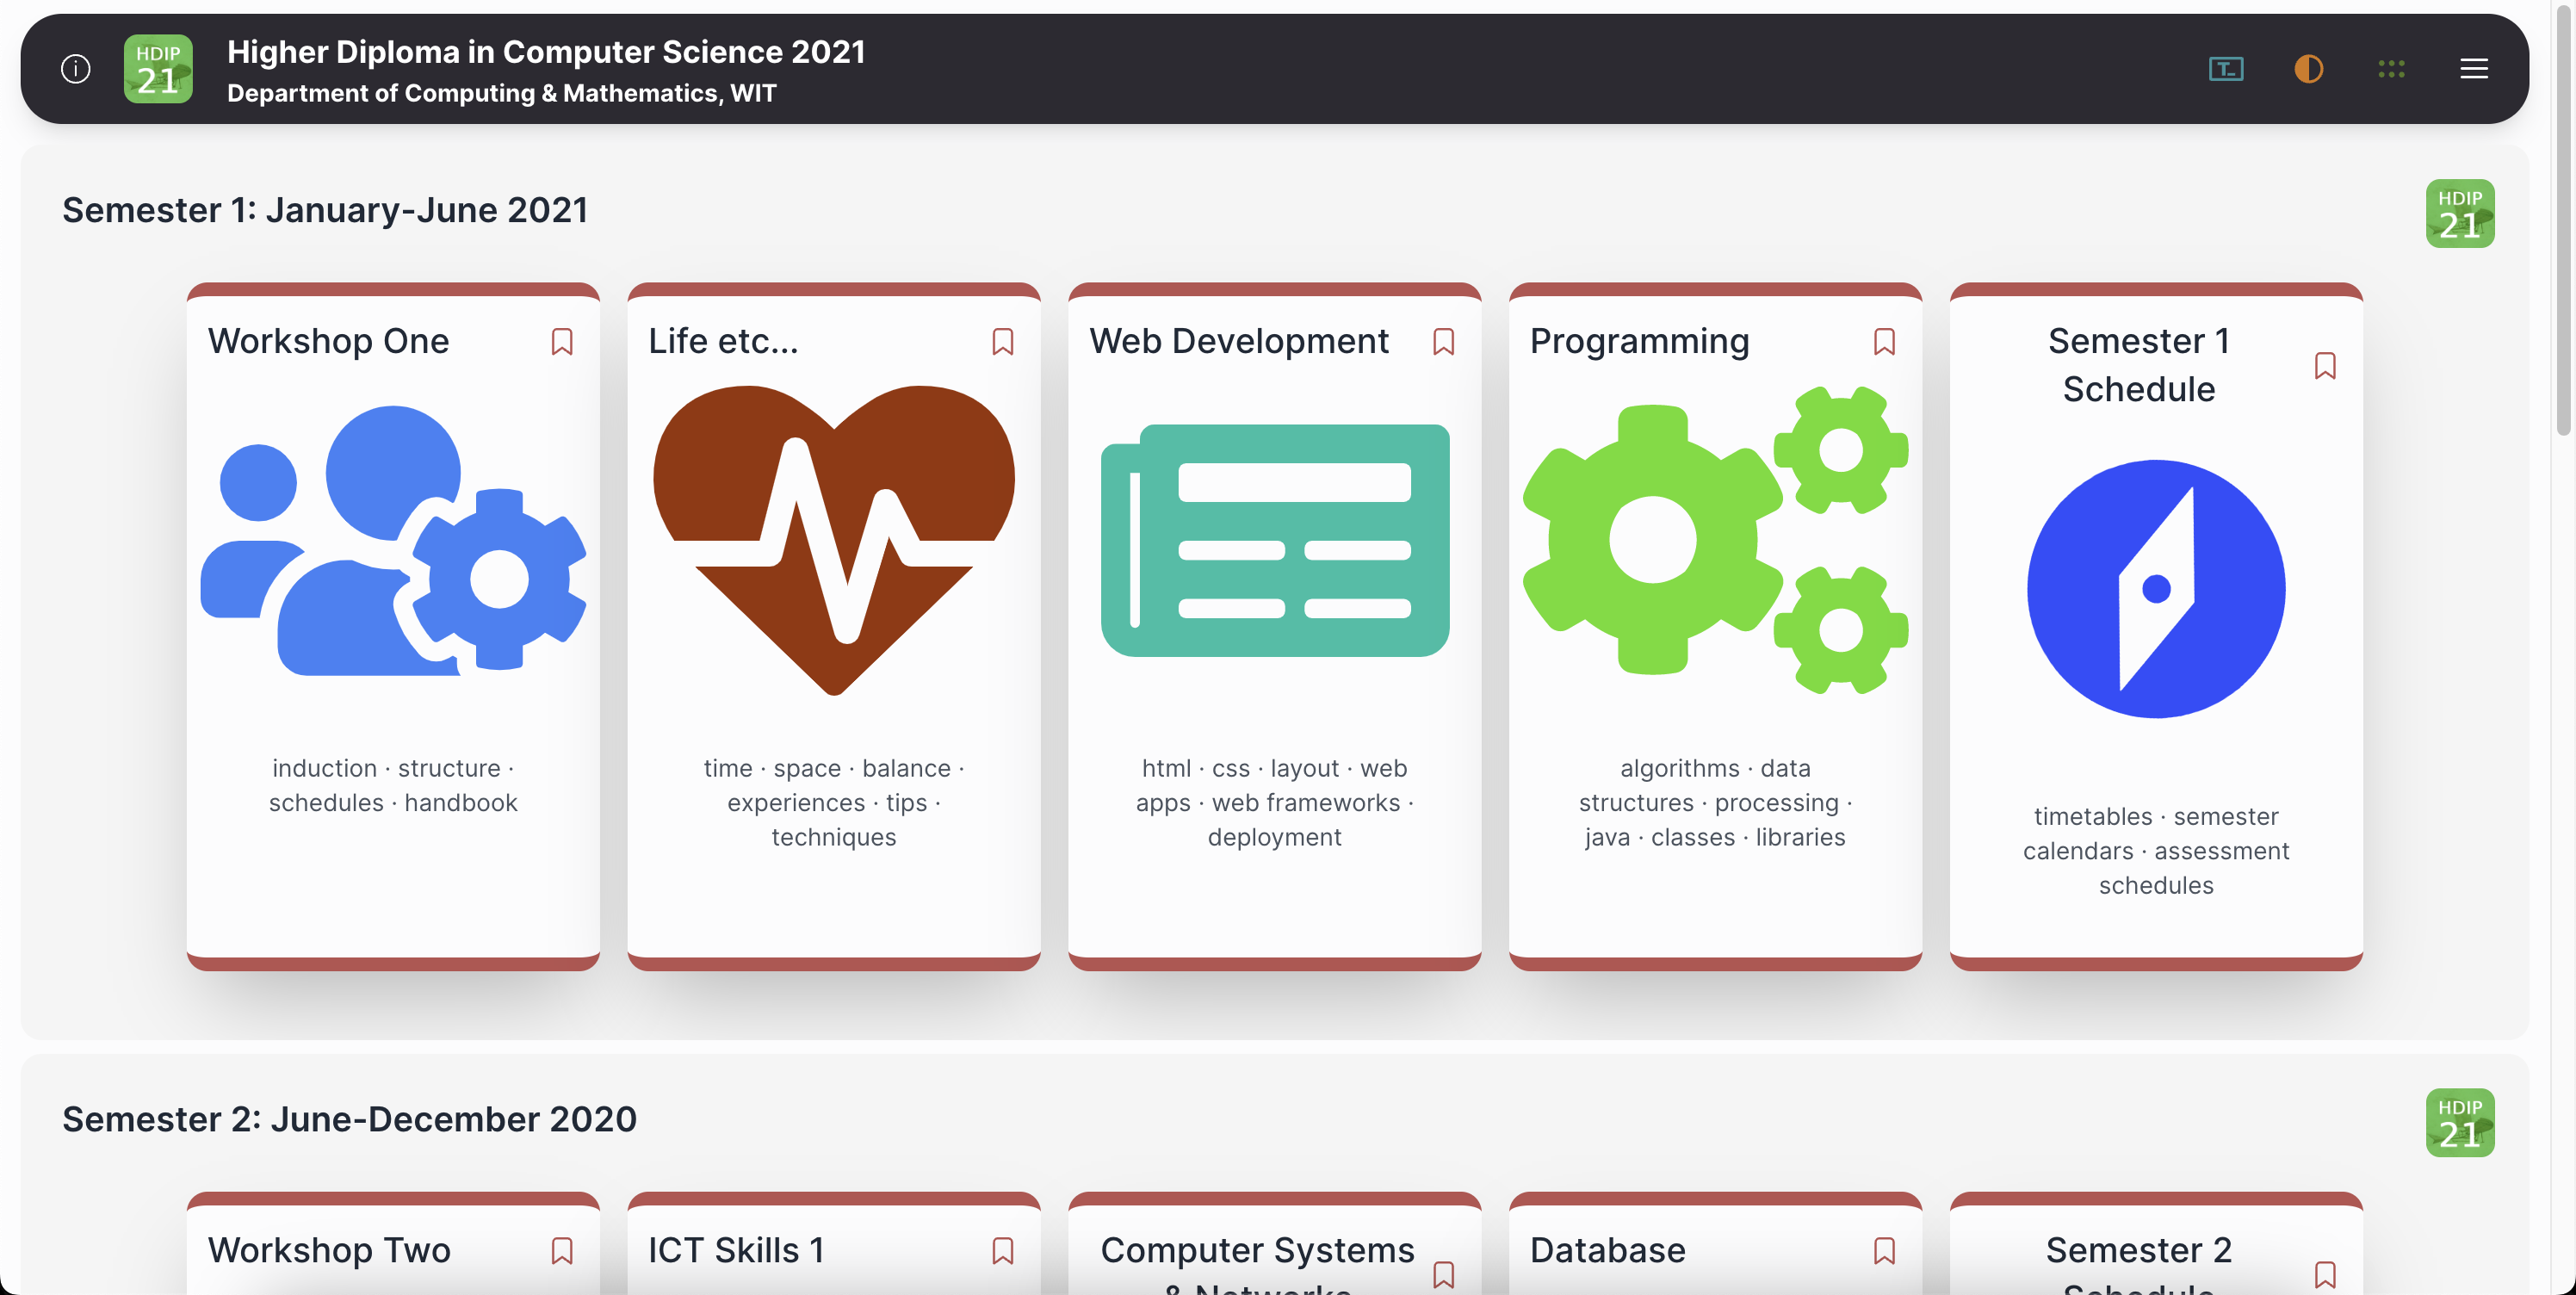 HDIP
21
Higher Diploma in Computer Science 2021
Department of Computing & Mathematics, WIT
Semester 1: January-June 2021
HDIP
21
Workshop One
induction · structure ·
schedules · handbook
Life etc...
time · space · balance ·
experiences · tips ·
techniques
Web Development
html · css · layout · web
apps · web frameworks ·
deployment
Programming
algorithms · data
structures · processing ·
java · classes · libraries
Semester 1
Schedule
timetables · semester
calendars · assessment
schedules
Semester 2: June-December 2020
HDIP
21
Workshop Two
ICT Skills 1
Computer Systems
& Networks
Database
Semester 2
Schedule